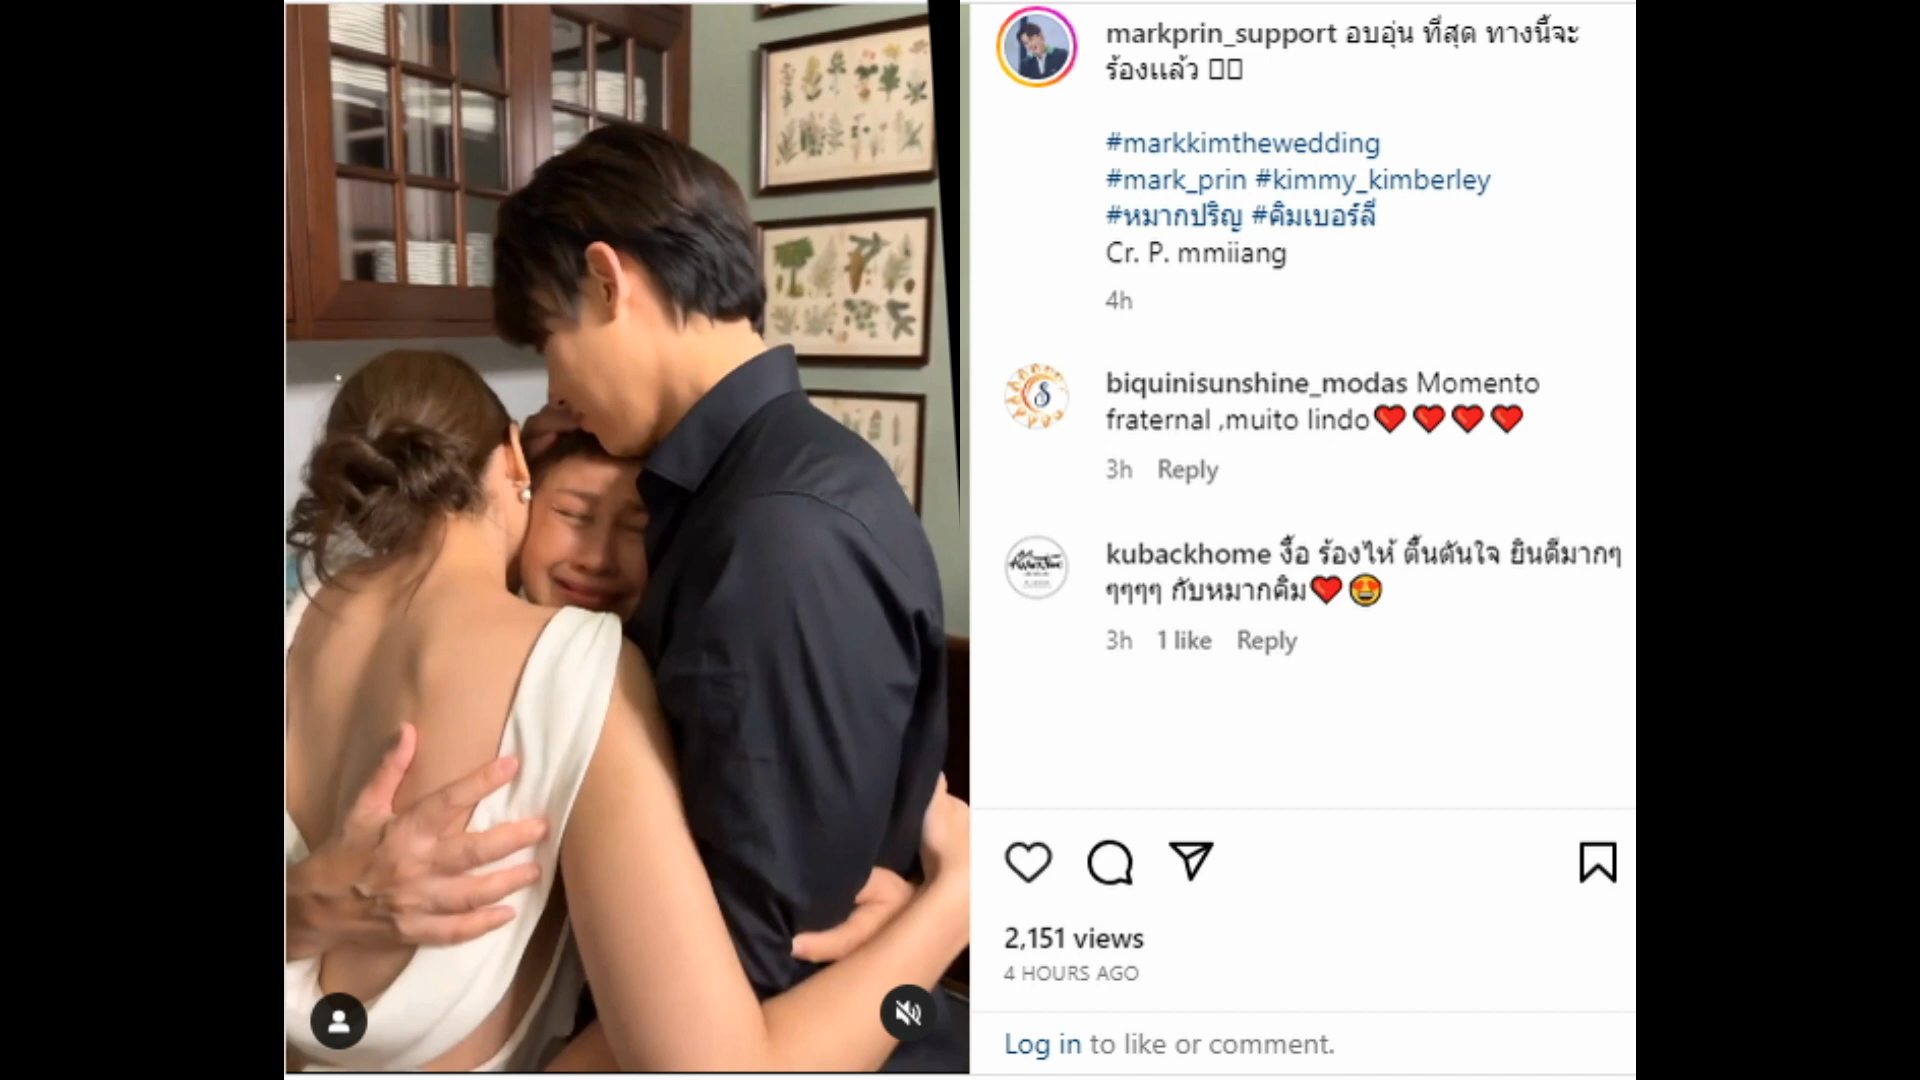 markprin_support อบอุ่น ที่สุด ทางนี้จะ
ร้องแล้ว
#markkimthewedding
#mark_prin #kimmy_kimberley
#หมากปริญ #คิมเบอร์ลี่
Cr. P. mmiiang
4h
biquinisunshine_modas Momento
fraternal ,muito lindo❤️❤️❤️❤️
3h Reply
kubackhome งื้อ ร้องไห้ ตื้นตันใจ ยินดีมากๆ
ๆๆๆๆ กับหมากคิม❤️🤩
3h 1 like Reply
2,151 views
4 HOURS AGO
Log in to like or comment.